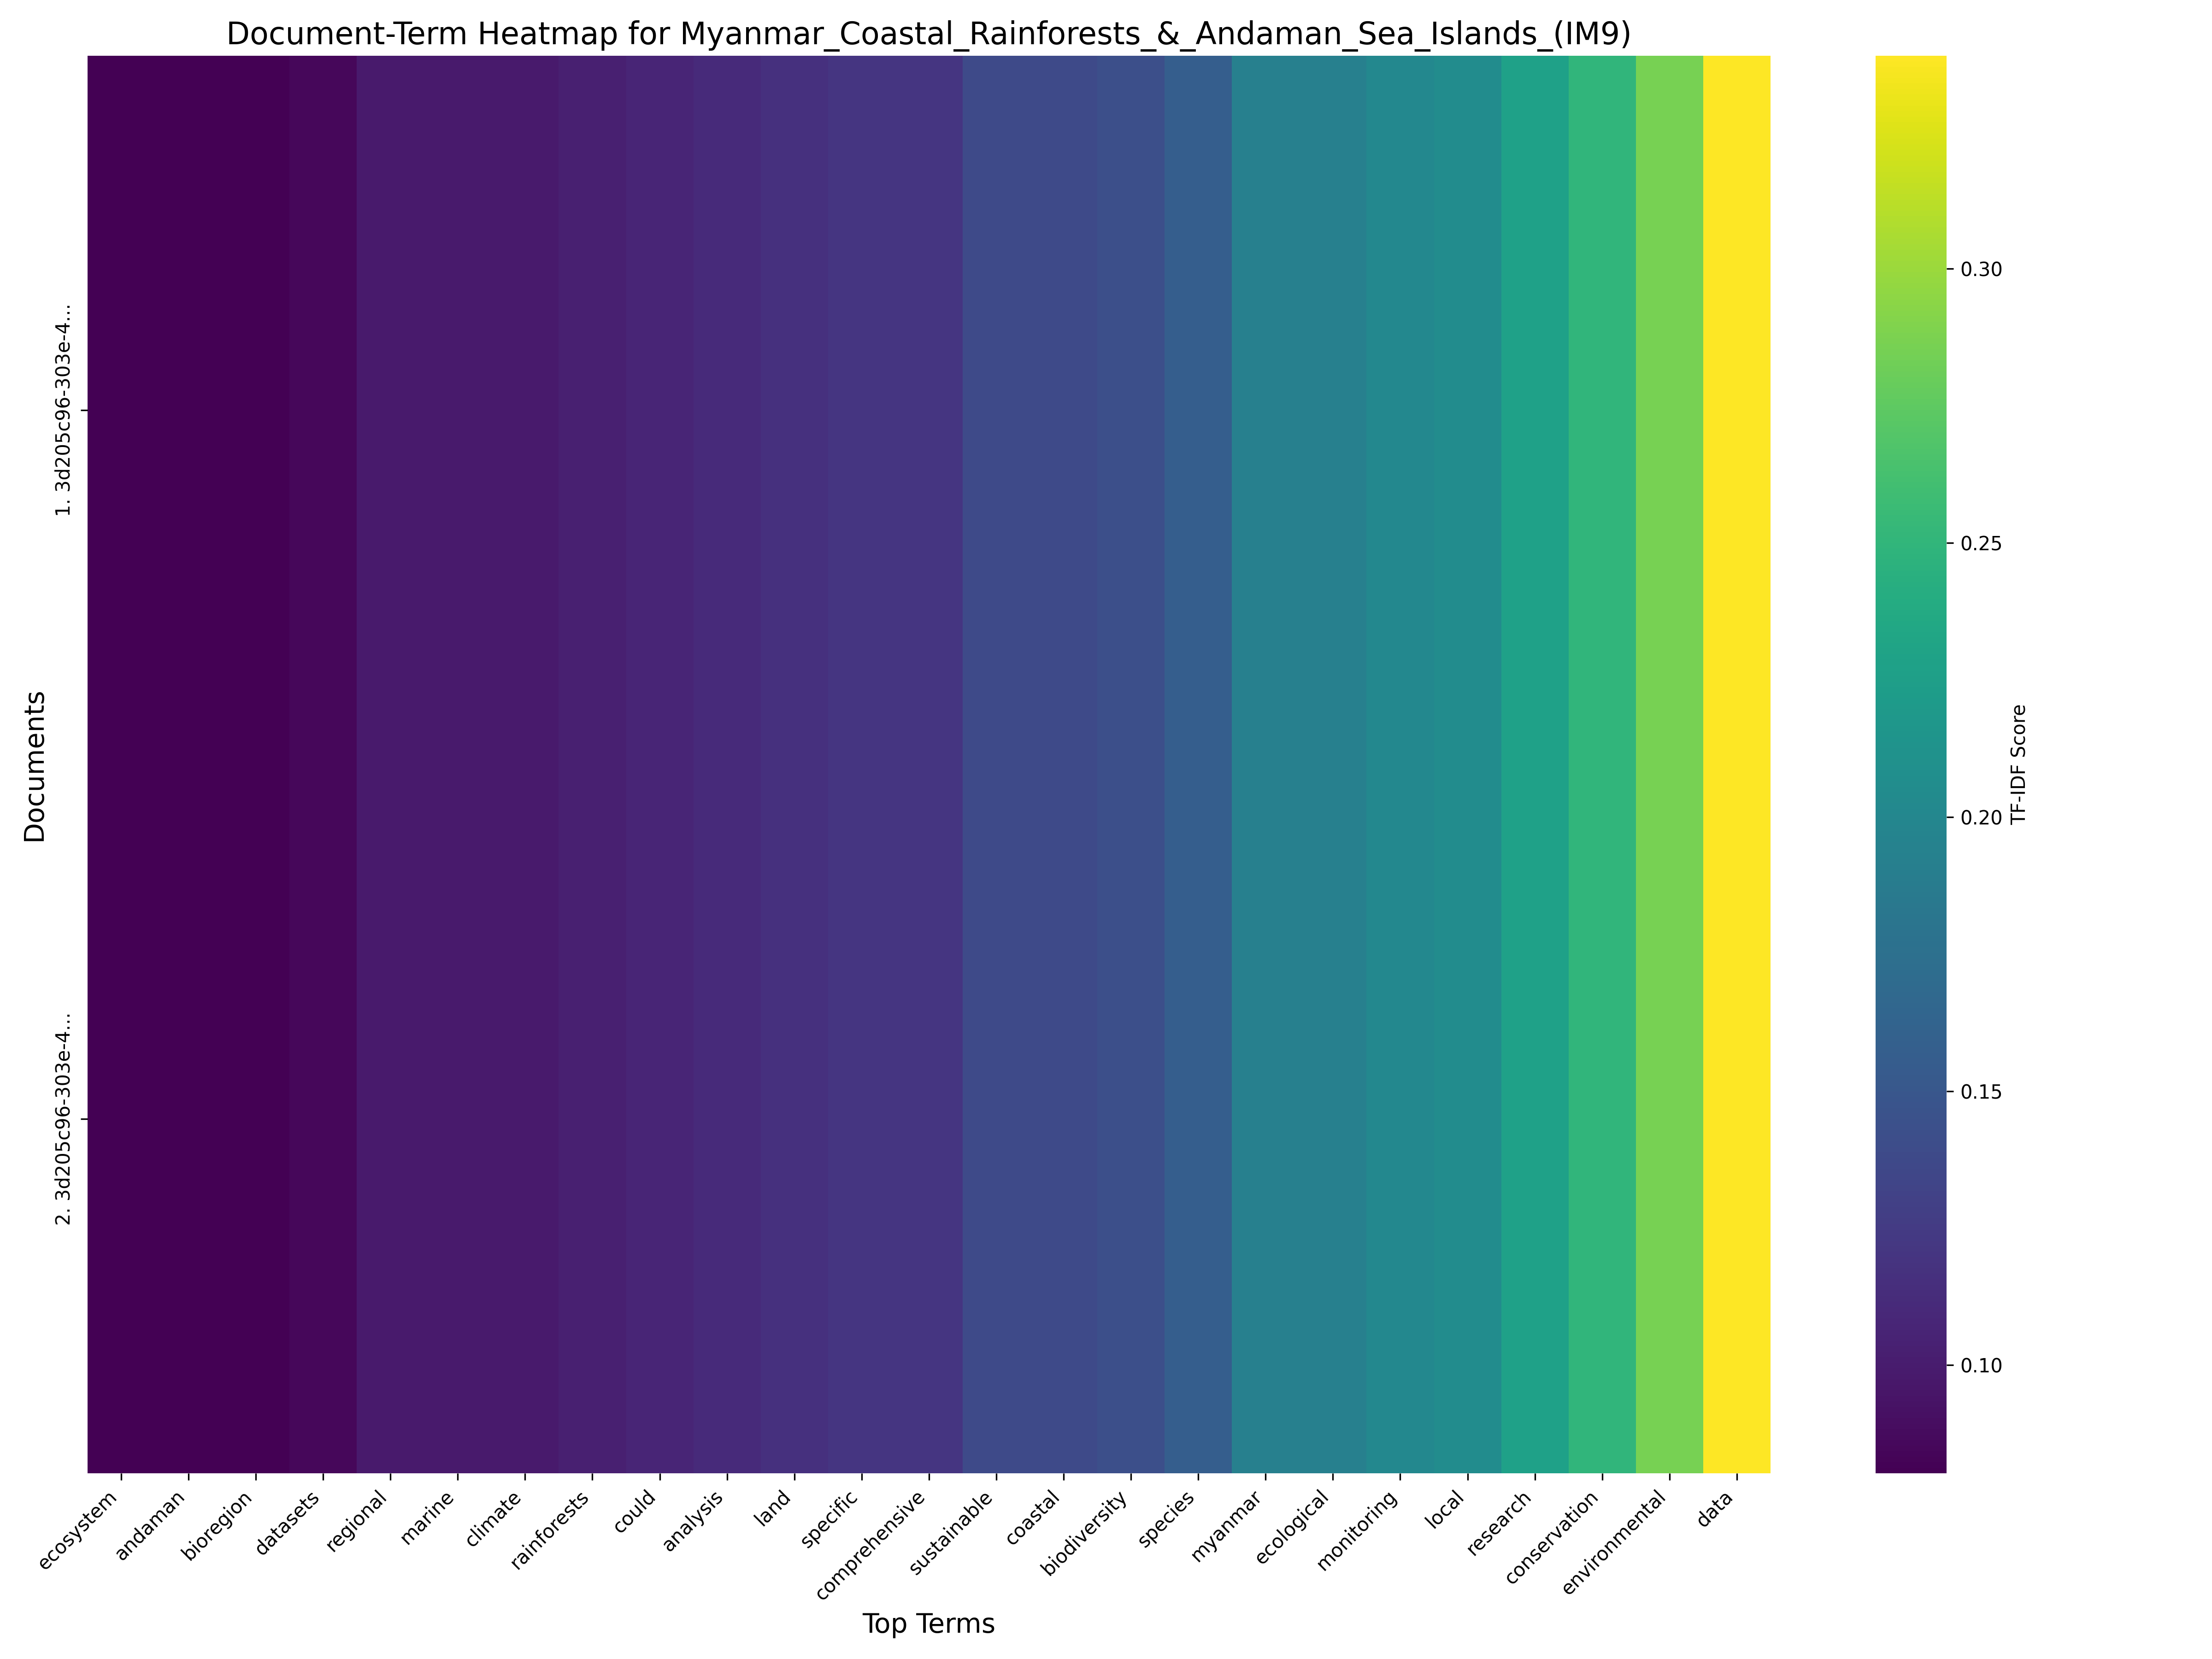 Document-Term Heatmap for Myanmar_Coastal_Rainforests_&_Andaman_Sea_Islands_(IM9)
Documents
1. 3d205c96-303e-4...
2. 3d205c96-303e-4...
ecosystem
andaman
bioregion
datasets
regional
marine
climate
rainforests
could
analysis
land
specific
comprehensive
sustainable
coastal
biodiversity
species
myanmar
ecological
monitoring
local
research
conservation
environmental
data
Top Terms
0.30
0.25
0.20
0.15
0.10
TF-IDF Score